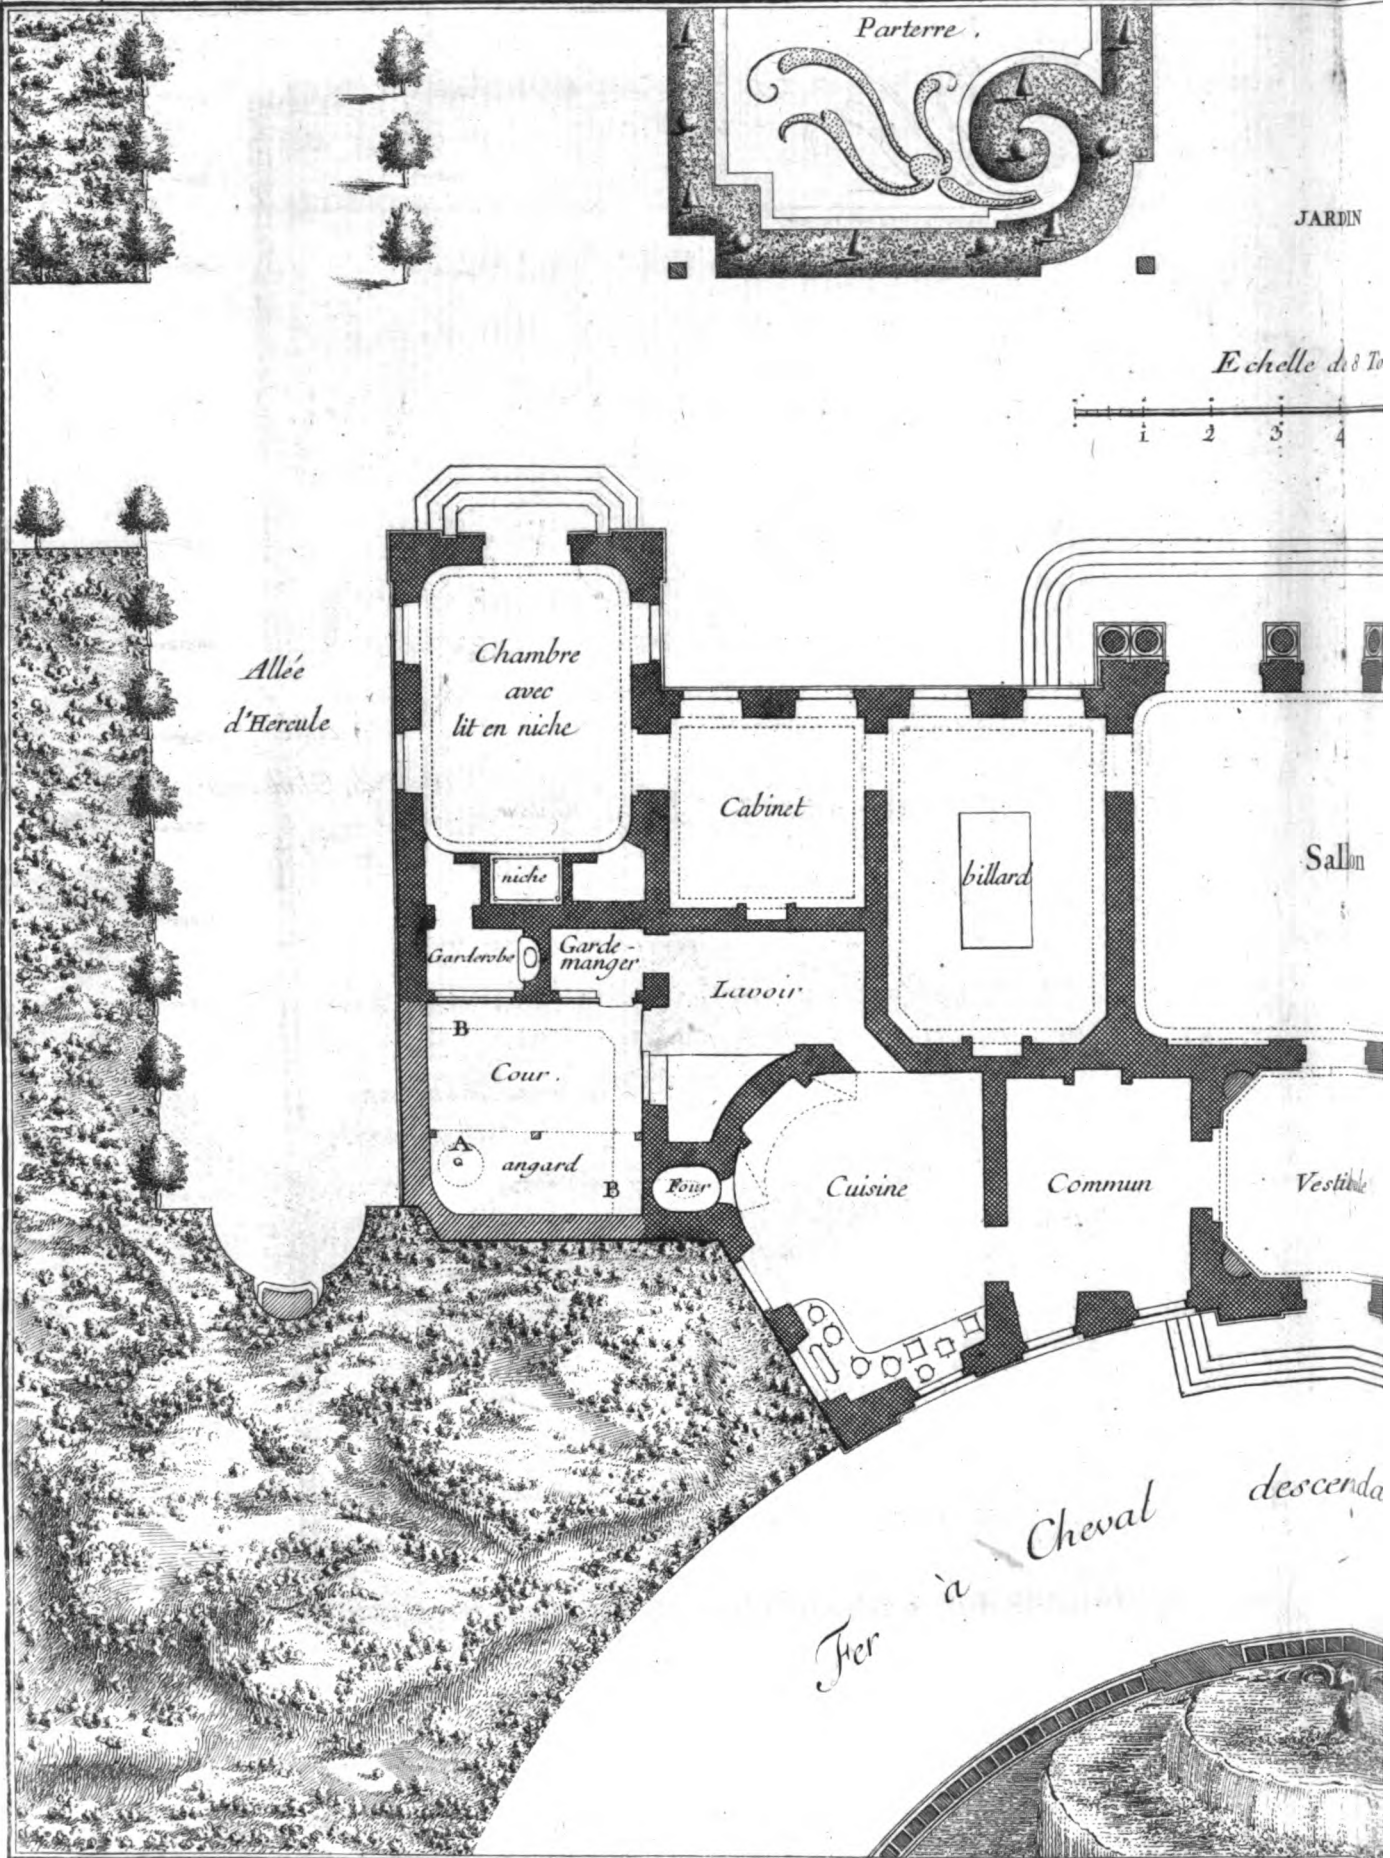 Parterre.
JARDIN
Echelle de 8
1 2 3 4
Allée
d'Hercule
Chambre
avec
lit en niche
Cabinet
billard
Sallon
niche
Garderobe
Garde-
manger
Lavoir
B
Cour.
A
angard
B
Four
Cuisine
Commun
Vestibule
Fer à Cheval descenda